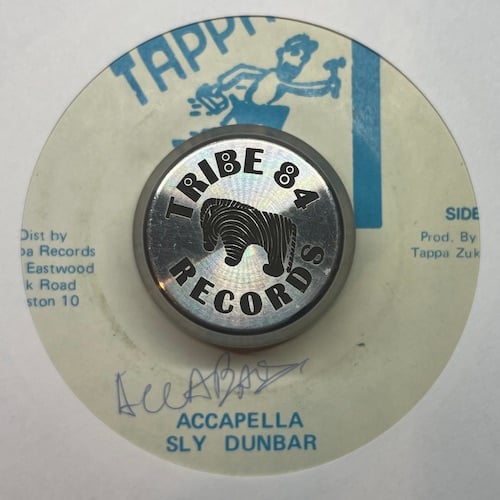 TAPPA
TRIBE 84
RECORDS
Dist by
pa Records
Eastwood
k Road
ston 10
SIDE
Prod. By
Tappa Zuk
ACCAPELLA
SLY DUNBAR